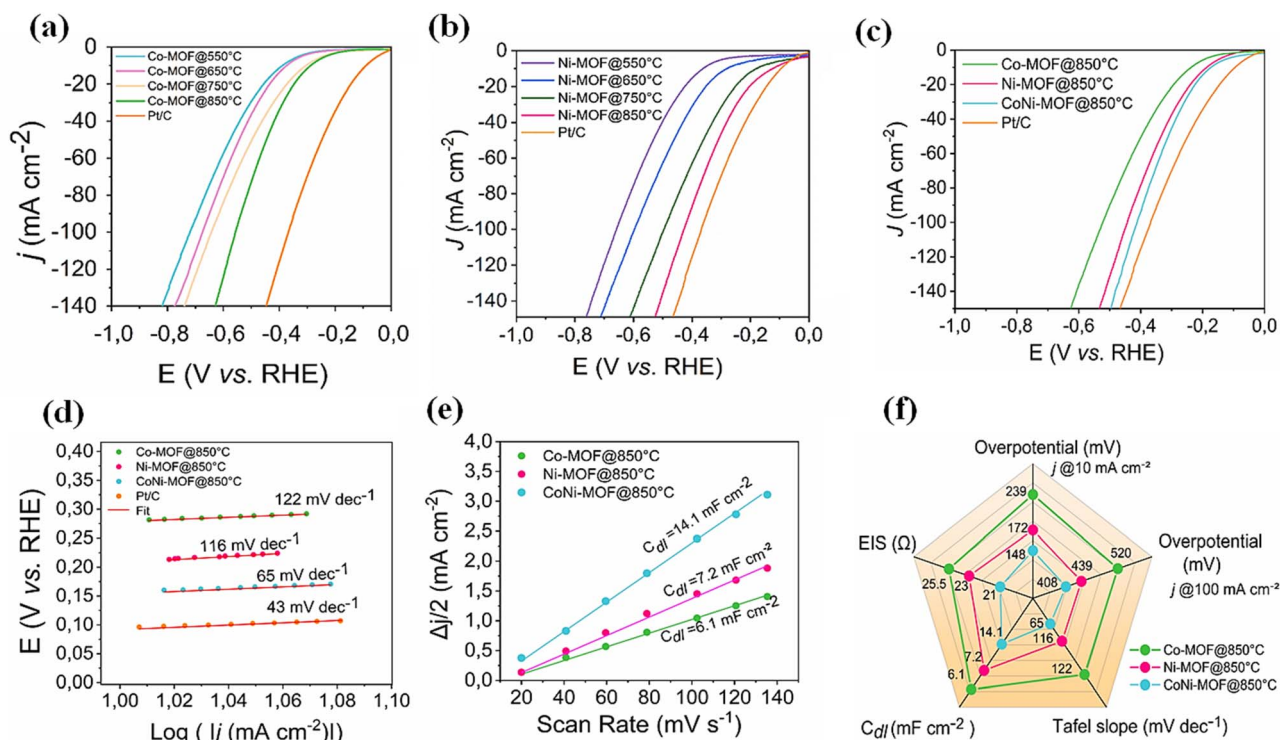 (a)
0
-20
-40
-60
-80
-100
-120
-140
j (mA cm⁻²)
Co-MOF@550°C
Co-MOF@650°C
Co-MOF@750°C
Co-MOF@850°C
Pt/C
-1,0 -0,8 -0,6 -0,4 -0,2 0,0
E (V vs. RHE)
(b)
0
-20
-40
-60
-80
-100
-120
-140
J (mA cm⁻²)
Ni-MOF@550°C
Ni-MOF@650°C
Ni-MOF@750°C
Ni-MOF@850°C
Pt/C
-1,0 -0,8 -0,6 -0,4 -0,2 0,0
E (V vs. RHE)
(c)
0
-20
-40
-60
-80
-100
-120
-140
J (mA cm⁻²)
Co-MOF@850°C
Ni-MOF@850°C
CoNi-MOF@850°C
Pt/C
-1,0 -0,8 -0,6 -0,4 -0,2 0,0
E (V vs. RHE)
(d)
0,40
0,35
0,30
0,25
0,20
0,15
0,10
0,05
0,00
E (V vs. RHE)
Co-MOF@850°C
Ni-MOF@850°C
CoNi-MOF@850°C
Pt/C
Fit
122 mV dec⁻¹
116 mV dec⁻¹
65 mV dec⁻¹
43 mV dec⁻¹
1,00 1,02 1,04 1,06 1,08 1,10
Log ( |j (mA cm⁻²)|)
(e)
4,0
3,5
3,0
2,5
2,0
1,5
1,0
0,5
0,0
Δj/2 (mA cm⁻²)
Co-MOF@850°C
Ni-MOF@850°C
CoNi-MOF@850°C
Cdl=14.1 mF cm⁻²
Cdl=7.2 mF cm⁻²
Cdl=6.1 mF cm⁻²
20 40 60 80 100 120 140
Scan Rate (mV s⁻¹)
(f)
Overpotential (mV)
j @10 mA cm⁻²
239
172
148
Overpotential
(mV)
j @100 mA cm⁻²
520
439
408
EIS (Ω)
25.5
23
21
65
116
122
14.1
7.2
6.1
Co-MOF@850°C
Ni-MOF@850°C
CoNi-MOF@850°C
Cdl (mF cm⁻²)
Tafel slope (mV dec⁻¹)